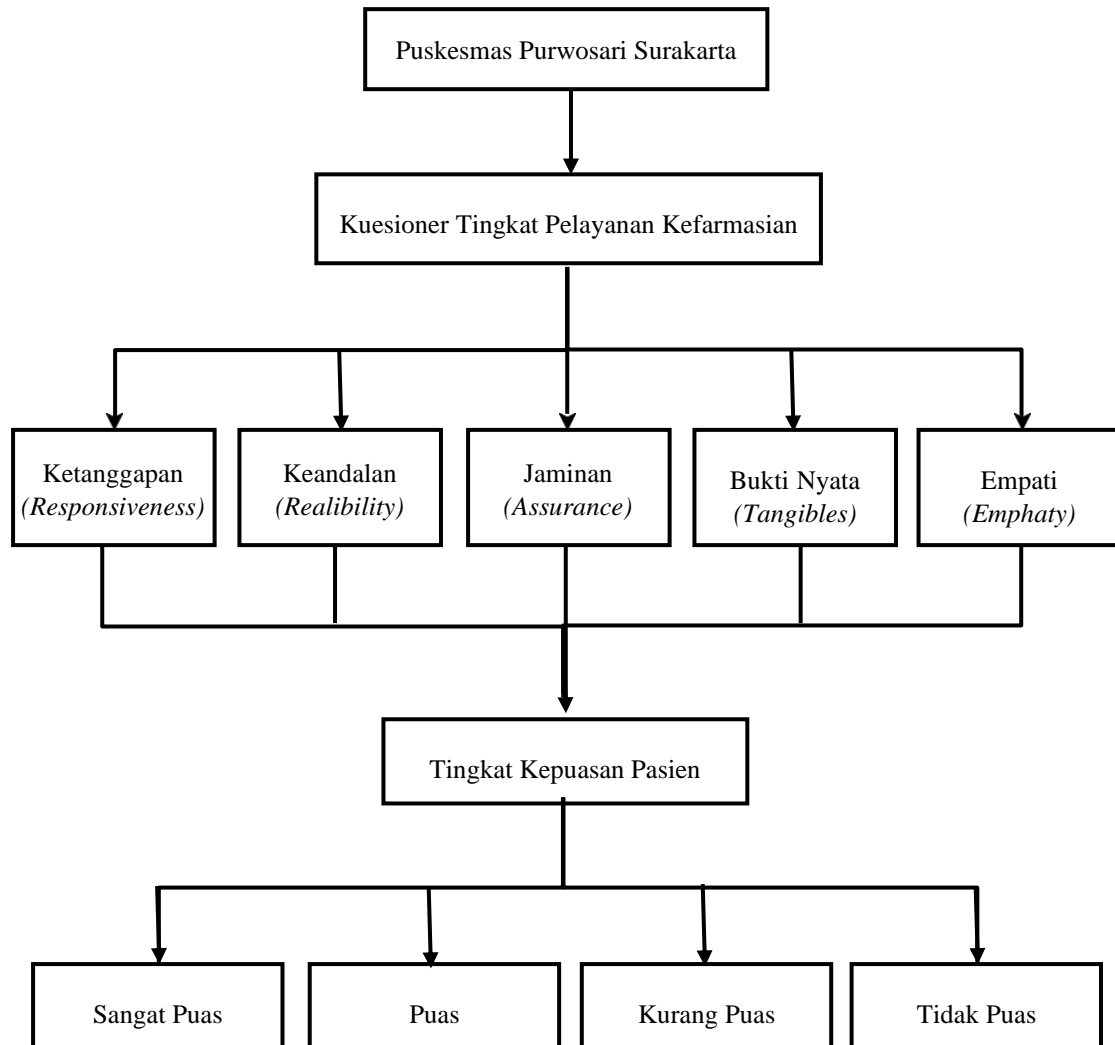 Puskesmas Purwosari Surakarta
Kuesioner Tingkat Pelayanan Kefarmasian
Ketanggapan
(Responsiveness)
Keandalan
(Realibility)
Jaminan
(Assurance)
Bukti Nyata
(Tangibles)
Empati
(Emphaty)
Tingkat Kepuasan Pasien
Sangat Puas
Puas
Kurang Puas
Tidak Puas